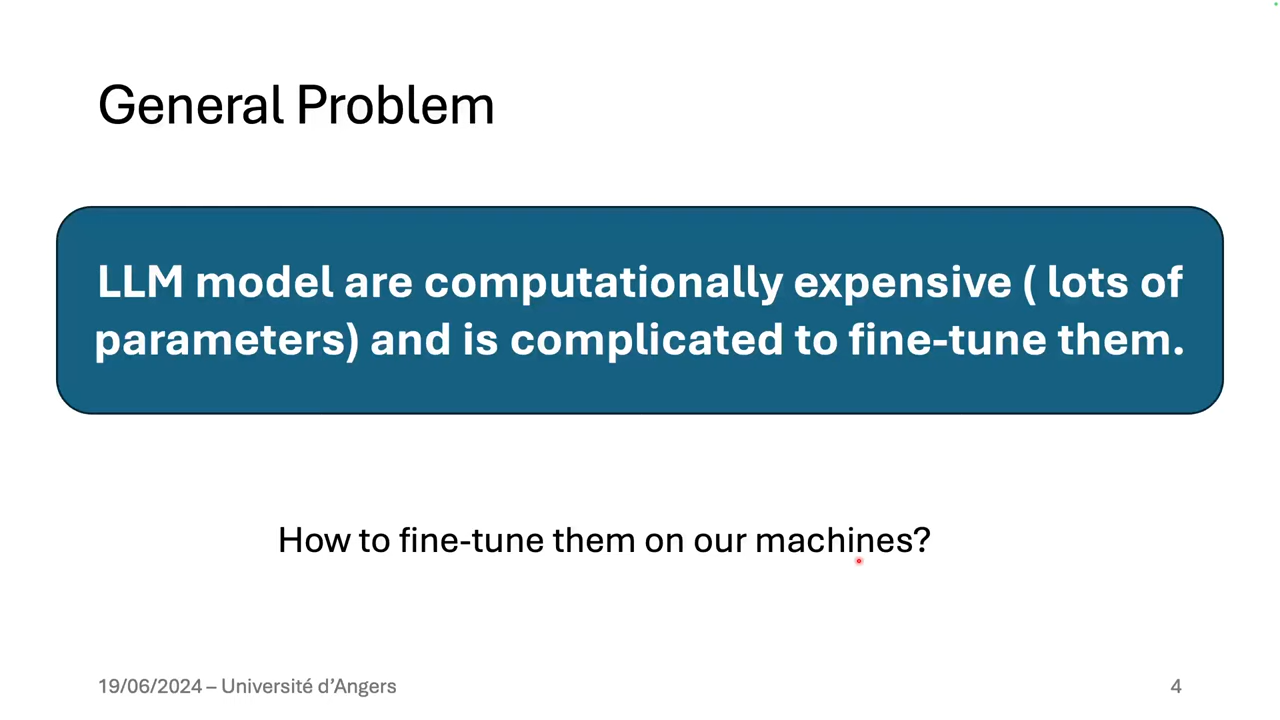 General Problem
LLM model are computationally expensive ( lots of
parameters) and is complicated to fine-tune them.
How to fine-tune them on our machines?
19/06/2024 – Université d'Angers
4